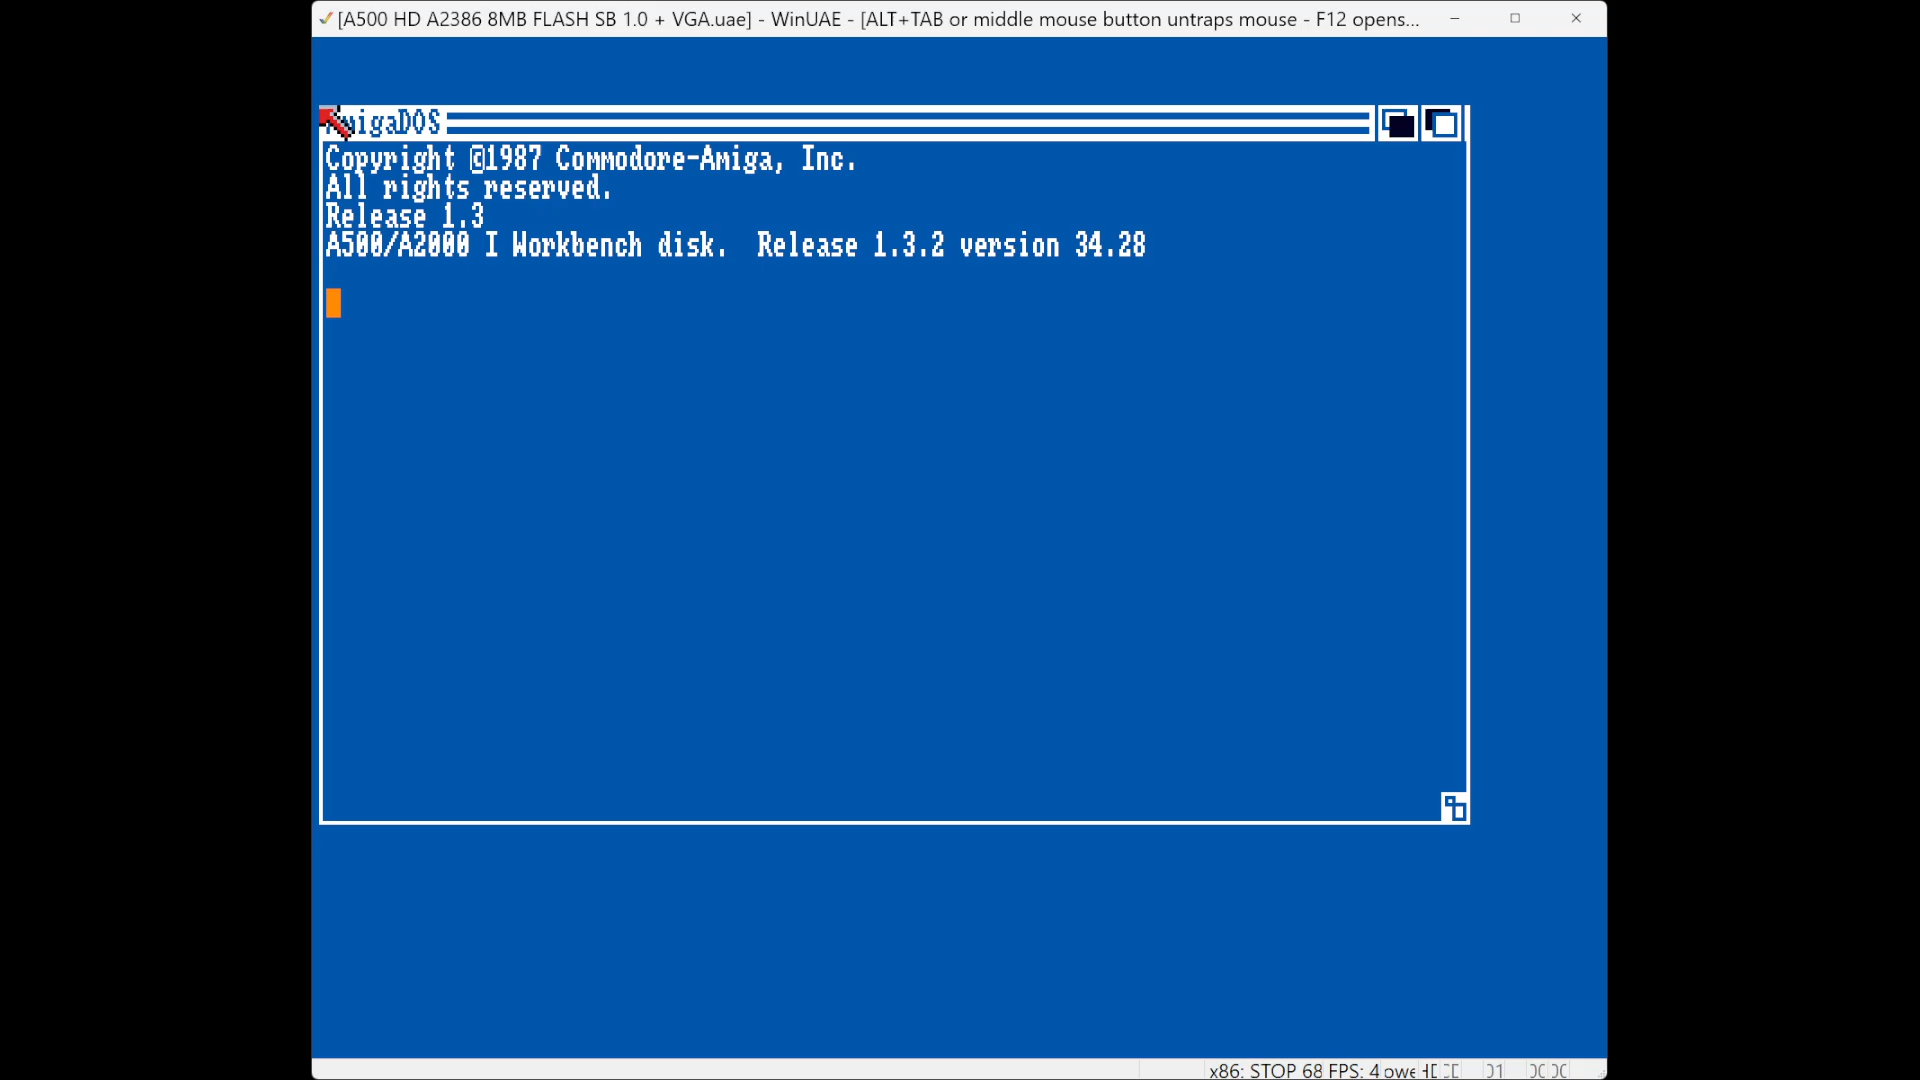 [A500 HD A2386 8MB FLASH SB 1.0 + VGA.uae] - WinUAE - [ALT+TAB or middle mouse button untraps mouse - F12 opens...
AmigaDOS
Copyright ©1987 Commodore-Amiga, Inc.
All rights reserved.
Release 1.3
A500/A2000 I Workbench disk.  Release 1.3.2 version 34.28
x86: STOP 68 FPS: 4